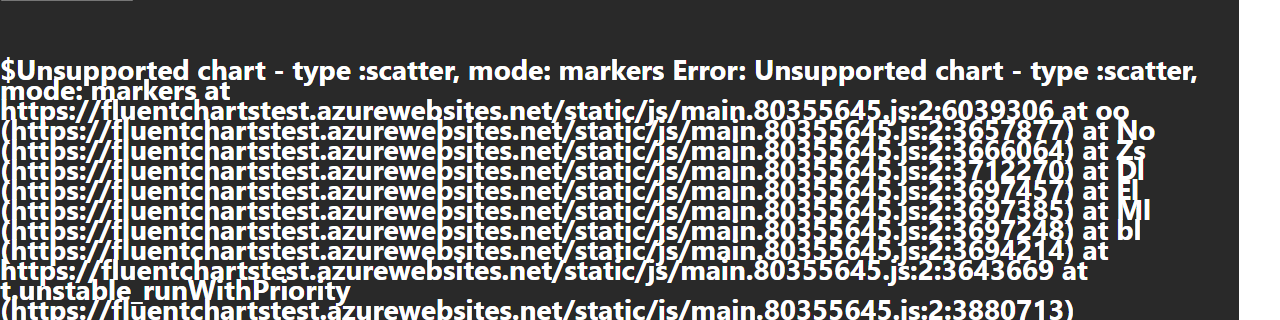 $Unsupported chart - type :scatter, mode: markers Error: Unsupported chart - type :scatter,
mode: markers at
https://fluentchartstest.azurewebsites.net/static/js/main.80355645.js:2:6039306 at oo
(https://fluentchartstest.azurewebsites.net/static/js/main.80355645.js:2:3657877) at No
(https://fluentchartstest.azurewebsites.net/static/js/main.80355645.js:2:3666064) at Zs
(https://fluentchartstest.azurewebsites.net/static/js/main.80355645.js:2:3712270) at Dl
(https://fluentchartstest.azurewebsites.net/static/js/main.80355645.js:2:3697457) at El
(https://fluentchartstest.azurewebsites.net/static/js/main.80355645.js:2:3697385) at Ml
(https://fluentchartstest.azurewebsites.net/static/js/main.80355645.js:2:3697248) at bl
(https://fluentchartstest.azurewebsites.net/static/js/main.80355645.js:2:3694214) at
https://fluentchartstest.azurewebsites.net/static/js/main.80355645.js:2:3643669 at
t.unstable_runWithPriority
(https://fluentchartstest.azurewebsites.net/static/js/main.80355645.js:2:3880713)